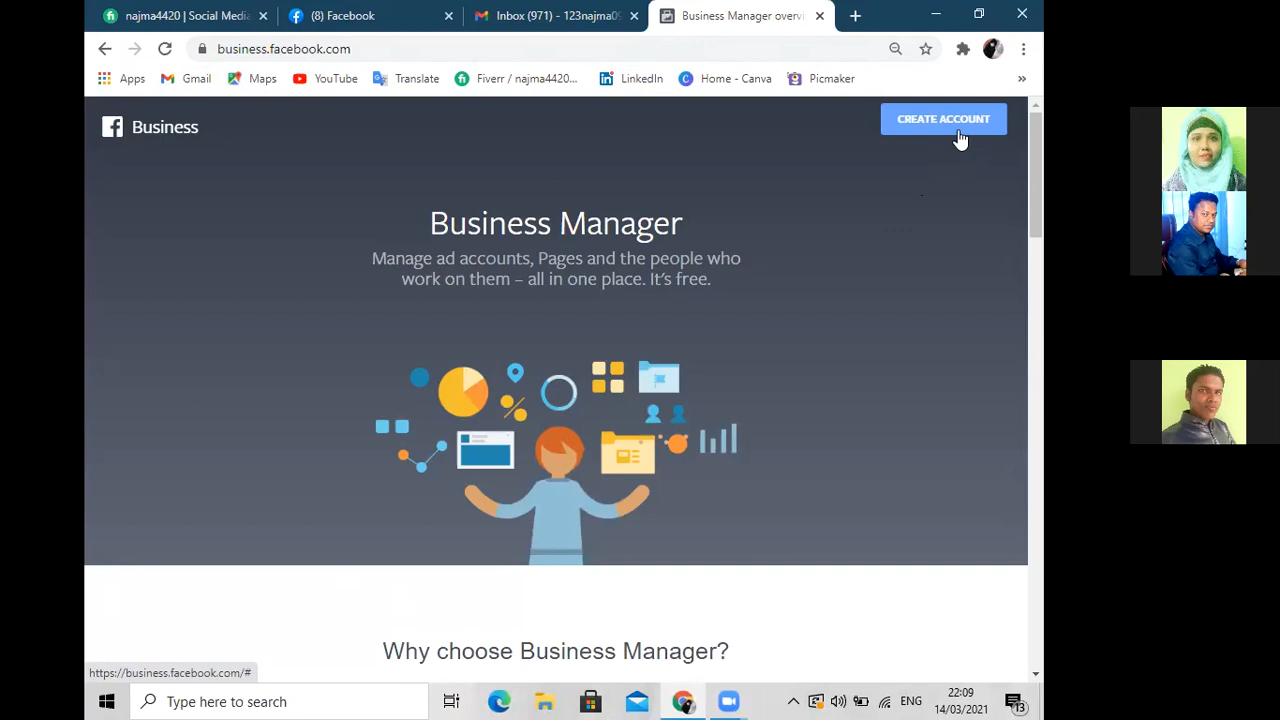 najma4420 | Social Media
(8) Facebook
Inbox (971) - 123najma09
Business Manager overvi
business.facebook.com
Apps
Gmail
Maps
YouTube
Translate
Fiverr / najma4420...
LinkedIn
Home - Canva
Picmaker
»
Business
CREATE ACCOUNT
Business Manager
Manage ad accounts, Pages and the people who
work on them – all in one place. It's free.
Why choose Business Manager?
https://business.facebook.com/#
Type here to search
ENG
22:09
14/03/2021
13